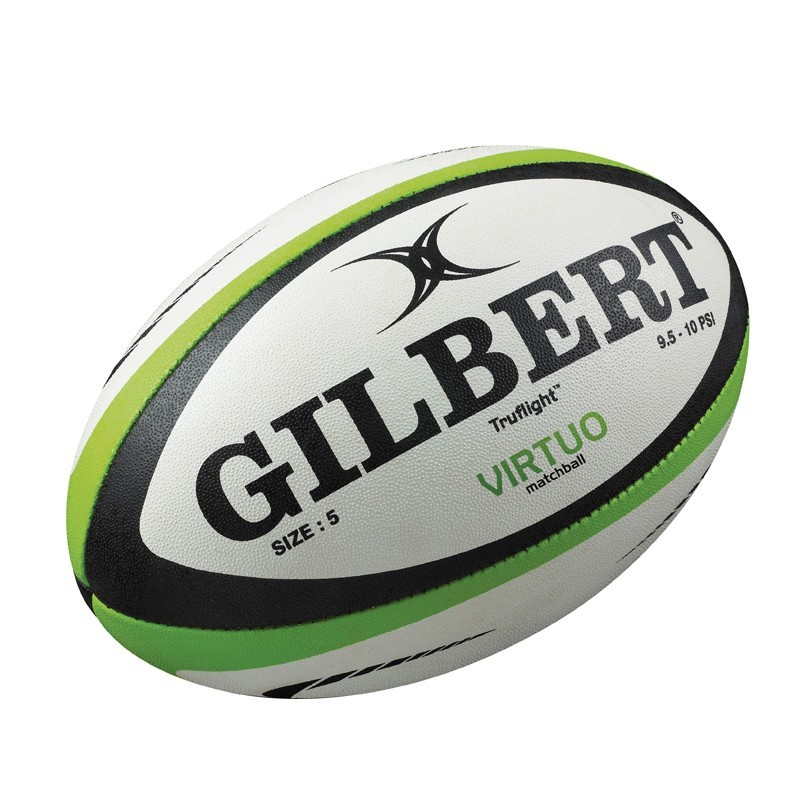 GILBERT®
9.5 - 10 PSI
Truflight™
VIRTUO
matchball
SIZE : 5